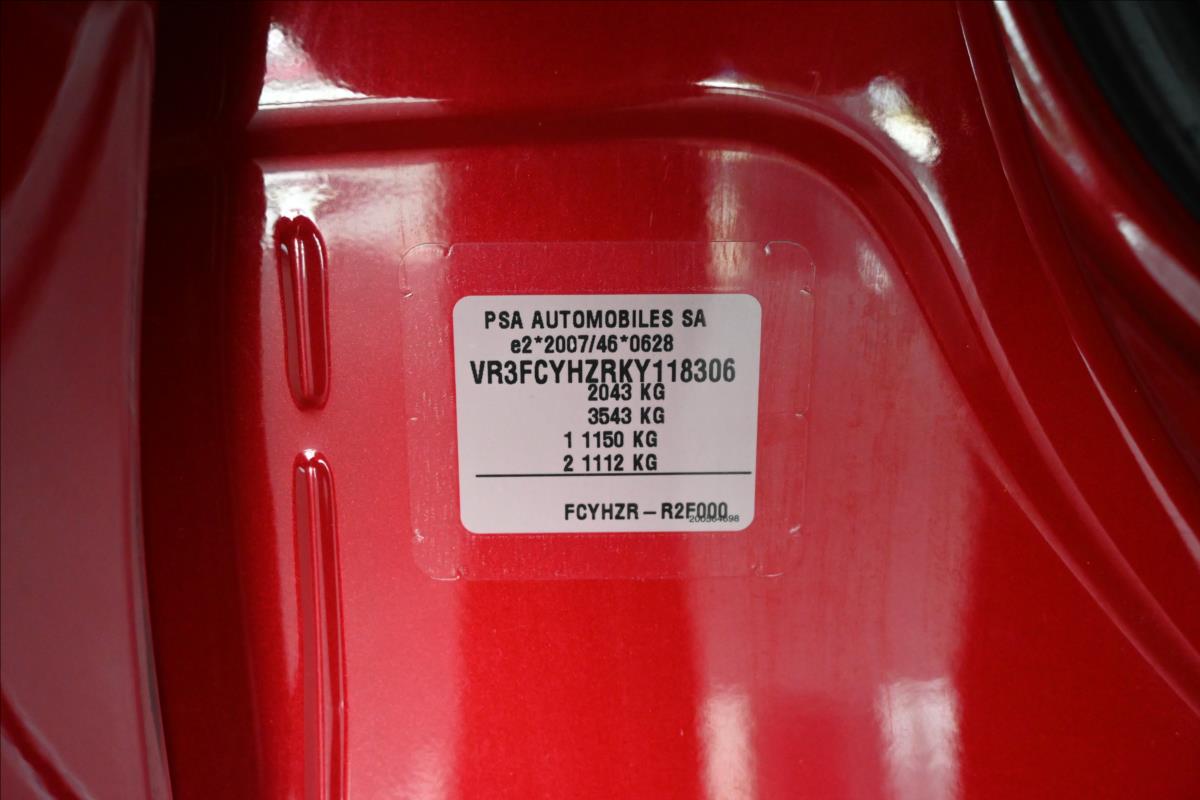 PSA AUTOMOBILES SA
e2*2007/46*0628
VR3FCYHZRKY118306
2043 KG
3543 KG
1 1150 KG
2 1112 KG
FCYHZR – R2F000